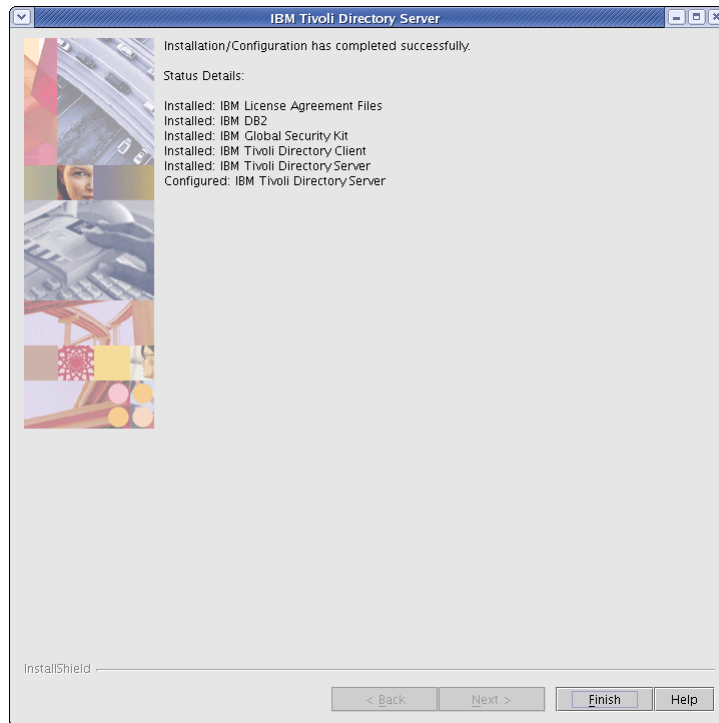 IBM Tivoli Directory Server
Installation/Configuration has completed successfully.
Status Details:
Installed: IBM License Agreement Files
Installed: IBM DB2
Installed: IBM Global Security Kit
Installed: IBM Tivoli Directory Client
Installed: IBM Tivoli Directory Server
Configured: IBM Tivoli Directory Server
InstallShield
< Back
Next >
Finish
Help